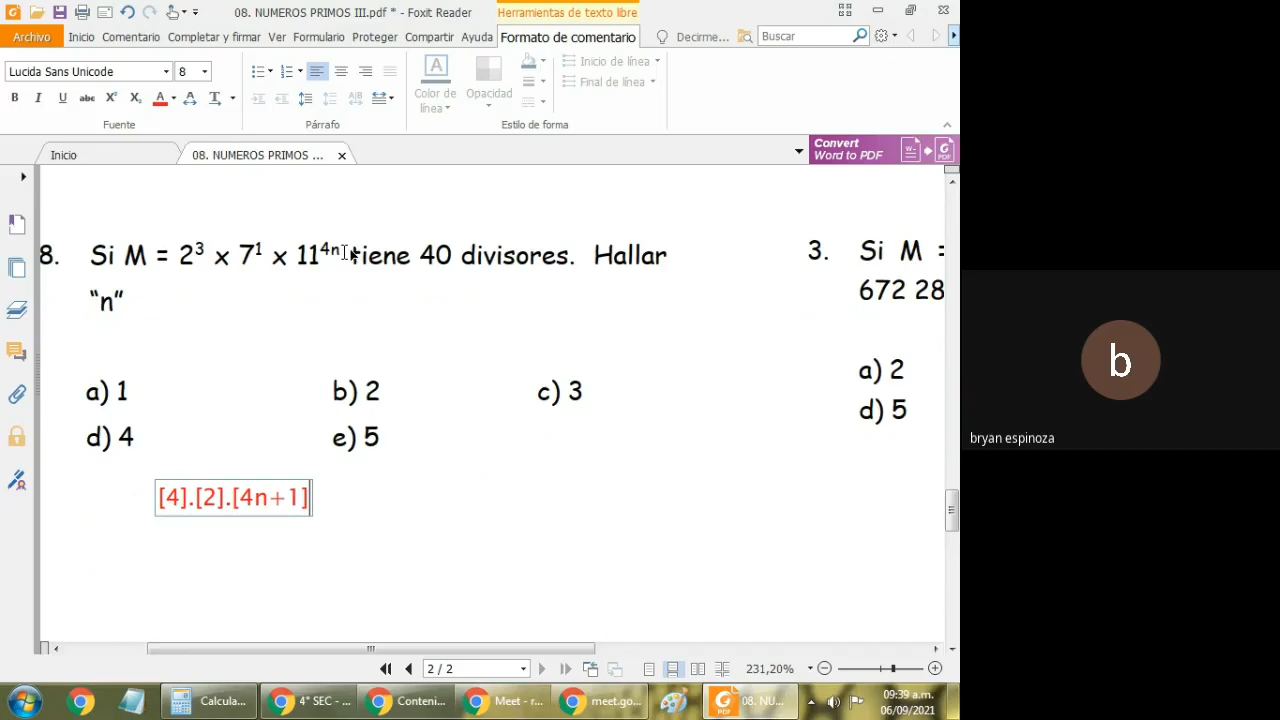 08. NUMEROS PRIMOS III.pdf * - Foxit Reader
Herramientas de texto libre
Archivo Inicio Comentario Completar y firmar Ver Formulario Proteger Compartir Ayuda Formato de comentario Decirme... Buscar
Lucida Sans Unicode 8
Color de línea
Opacidad
Inicio de línea
Final de línea
Fuente Párrafo Estilo de forma
Inicio 08. NUMEROS PRIMOS ...
Convert
Word to PDF
8. Si M = 2³ x 7¹ x 11⁴ⁿ tiene 40 divisores. Hallar
“n”
a) 1 b) 2 c) 3
d) 4 e) 5
[4].[2].[4n+1]
3. Si M =
672 28
a) 2
d) 5
b
bryan espinoza
2 / 2 231,20%
Calcula... 4° SEC - ... Conteni... Meet - r... meet.go... 08. NU...
09:39 a.m.
06/09/2021